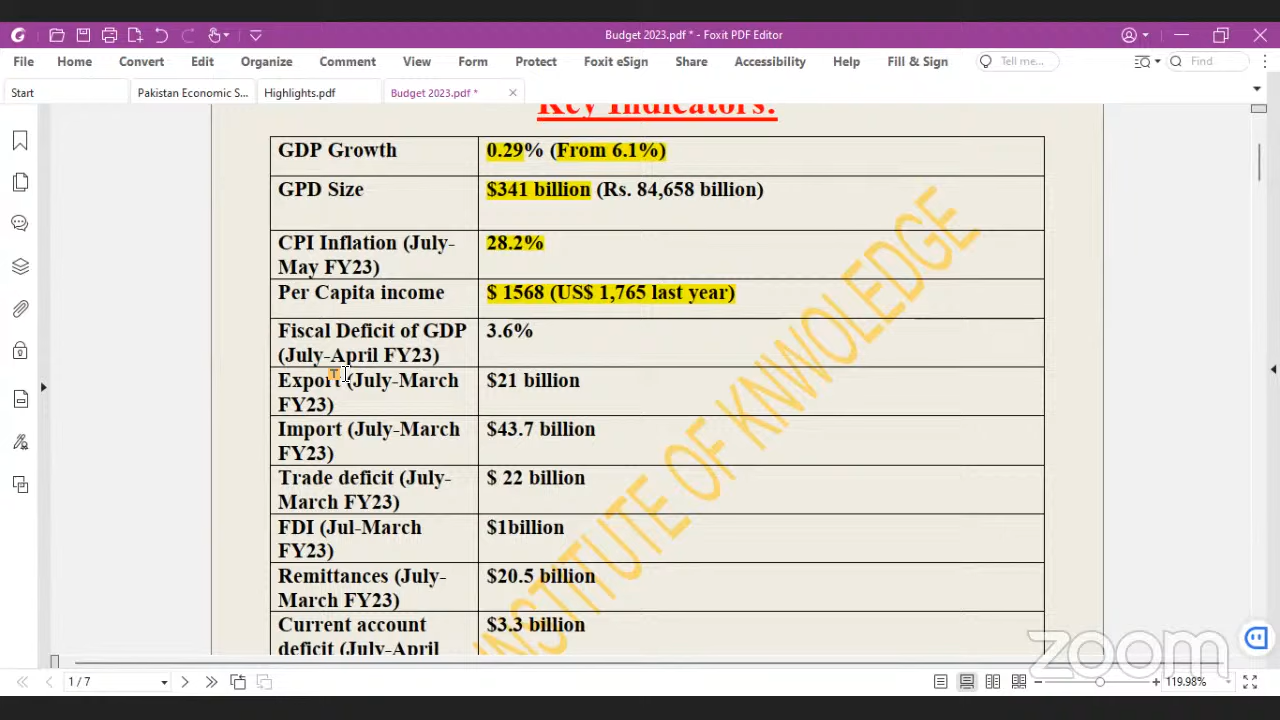 Budget 2023.pdf * - Foxit PDF Editor
File Home Convert Edit Organize Comment View Form Protect Foxit eSign Share Accessibility Help Fill & Sign Tell me... Find
Start Pakistan Economic S... Highlights.pdf Budget 2023.pdf *
Key Indicators:
GDP Growth 0.29% (From 6.1%)
GPD Size $341 billion (Rs. 84,658 billion)
CPI Inflation (July- 28.2%
May FY23)
Per Capita income $ 1568 (US$ 1,765 last year)
Fiscal Deficit of GDP 3.6%
(July-April FY23)
Export (July-March $21 billion
FY23)
Import (July-March $43.7 billion
FY23)
Trade deficit (July- $ 22 billion
March FY23)
FDI (Jul-March $1billion
FY23)
Remittances (July- $20.5 billion
March FY23)
Current account $3.3 billion
deficit (July-April
INSTITUTE OF KNWOLEDGE
zoom
1 / 7 119.98%